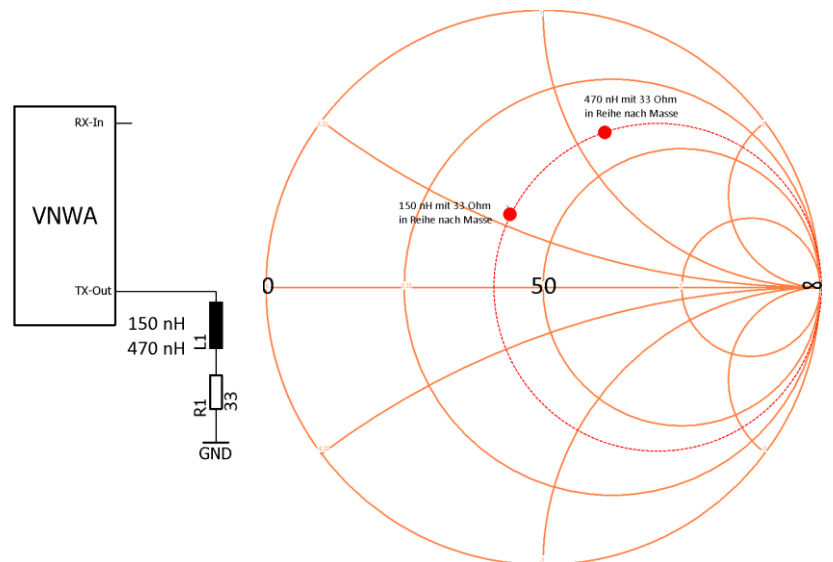 RX-In
VNWA
TX-Out
150 nH
470 nH
L1
R1
33
GND
470 nH mit 33 Ohm
in Reihe nach Masse
150 nH mit 33 Ohm
in Reihe nach Masse
0
50
∞